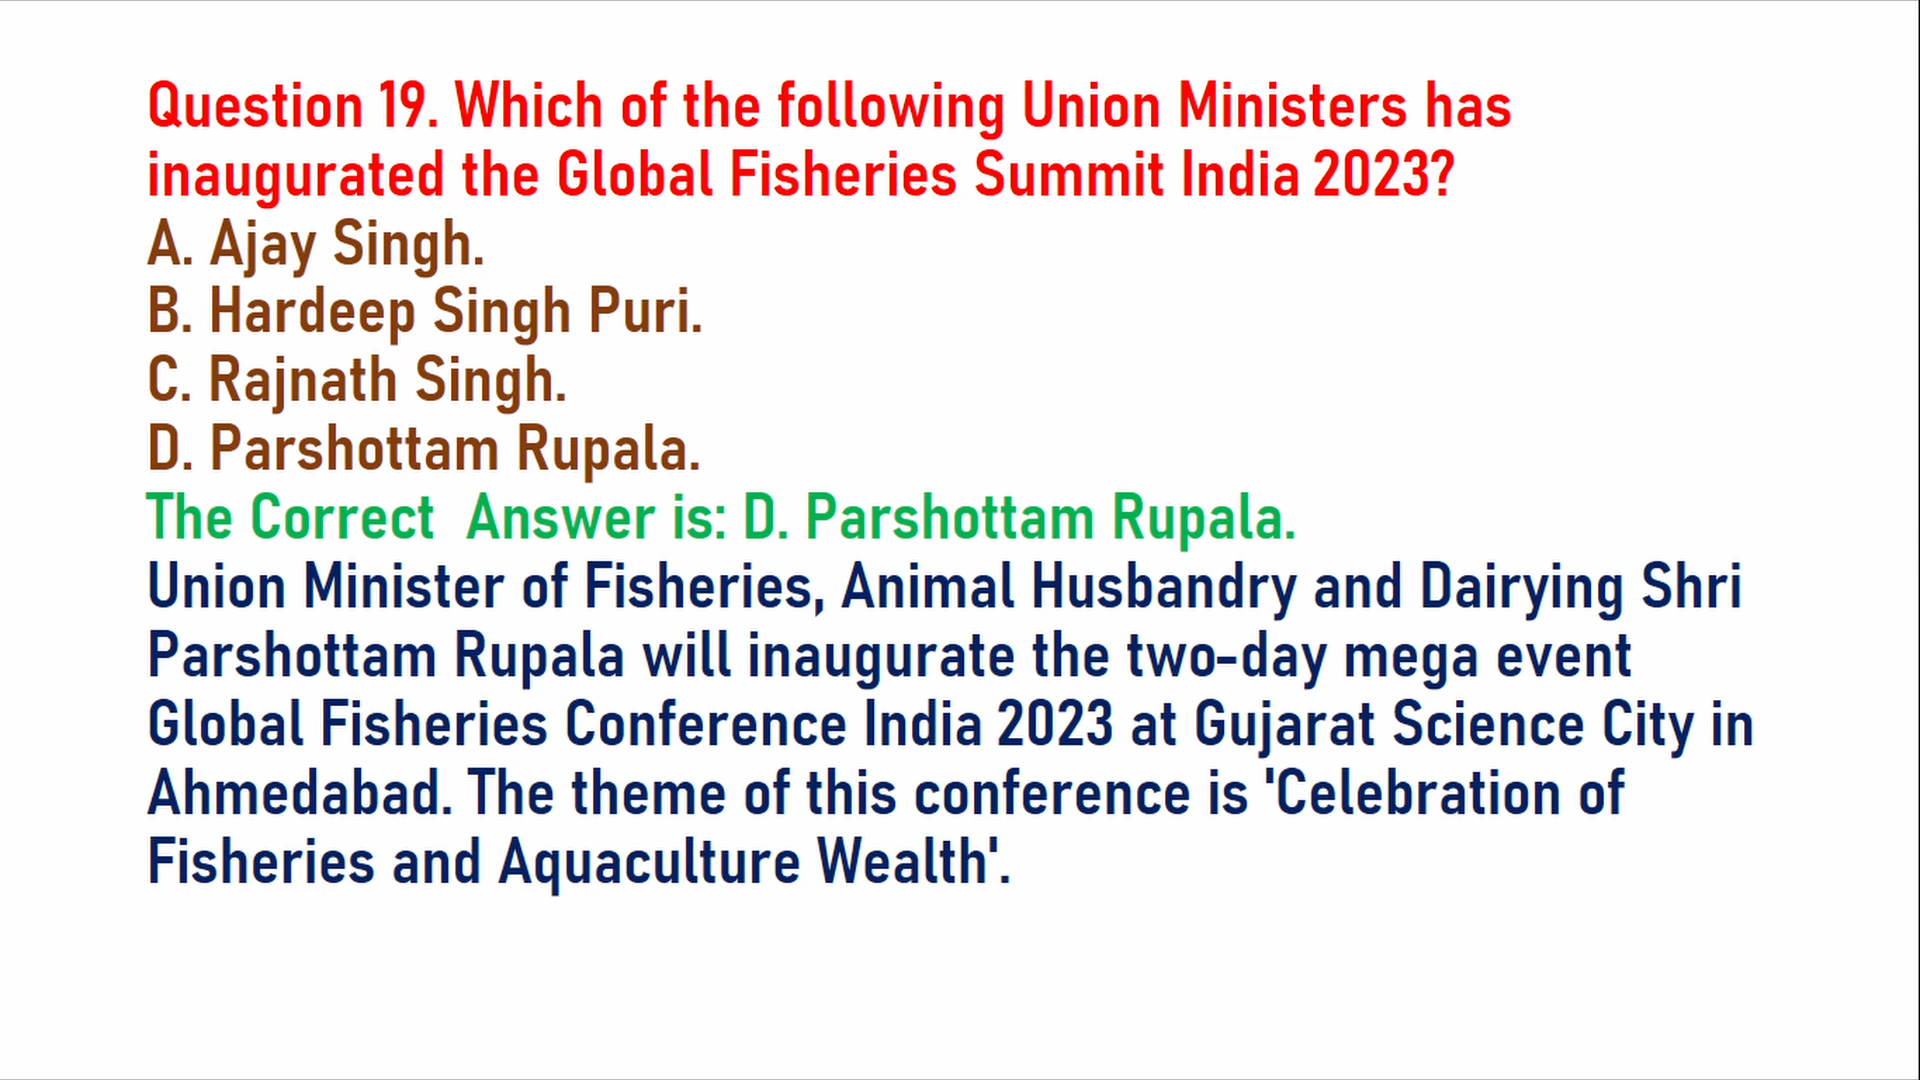 Question 19. Which of the following Union Ministers has
inaugurated the Global Fisheries Summit India 2023?
A. Ajay Singh.
B. Hardeep Singh Puri.
C. Rajnath Singh.
D. Parshottam Rupala.
The Correct  Answer is: D. Parshottam Rupala.
Union Minister of Fisheries, Animal Husbandry and Dairying Shri
Parshottam Rupala will inaugurate the two-day mega event
Global Fisheries Conference India 2023 at Gujarat Science City in
Ahmedabad. The theme of this conference is 'Celebration of
Fisheries and Aquaculture Wealth'.